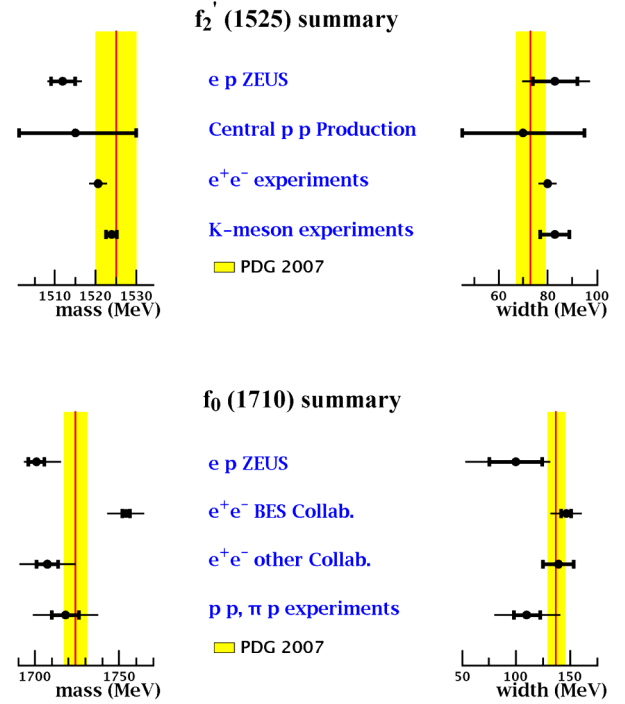 f₂' (1525) summary
e p ZEUS
Central p p Production
e⁺e⁻ experiments
K-meson experiments
PDG 2007
1510 1520 1530
mass (MeV)
60 80 100
width (MeV)
f₀ (1710) summary
e p ZEUS
e⁺e⁻ BES Collab.
e⁺e⁻ other Collab.
p p, π p experiments
PDG 2007
1700 1750
mass (MeV)
50 100 150
width (MeV)